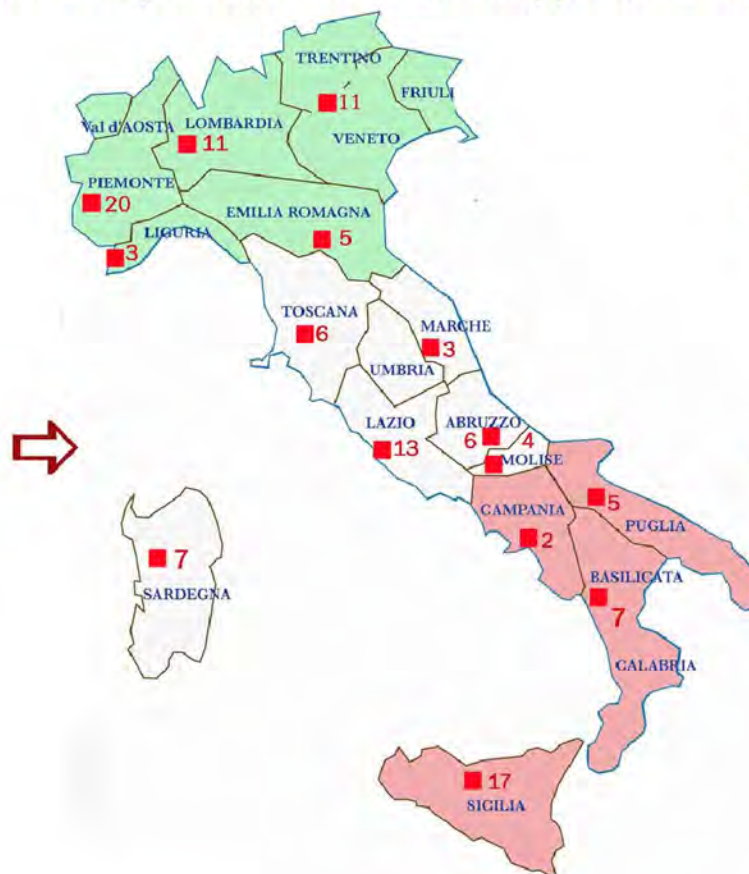 TRENTINO
11
FRIULI
Val d'AOSTA
LOMBARDIA
11
VENETO
PIEMONTE
20
EMILIA ROMAGNA
5
LIGURIA
3
TOSCANA
6
MARCHE
3
UMBRIA
LAZIO
13
ABRUZZO
6
4
MOLISE
CAMPANIA
2
5
PUGLIA
7
SARDEGNA
BASILICATA
7
CALABRIA
17
SICILIA